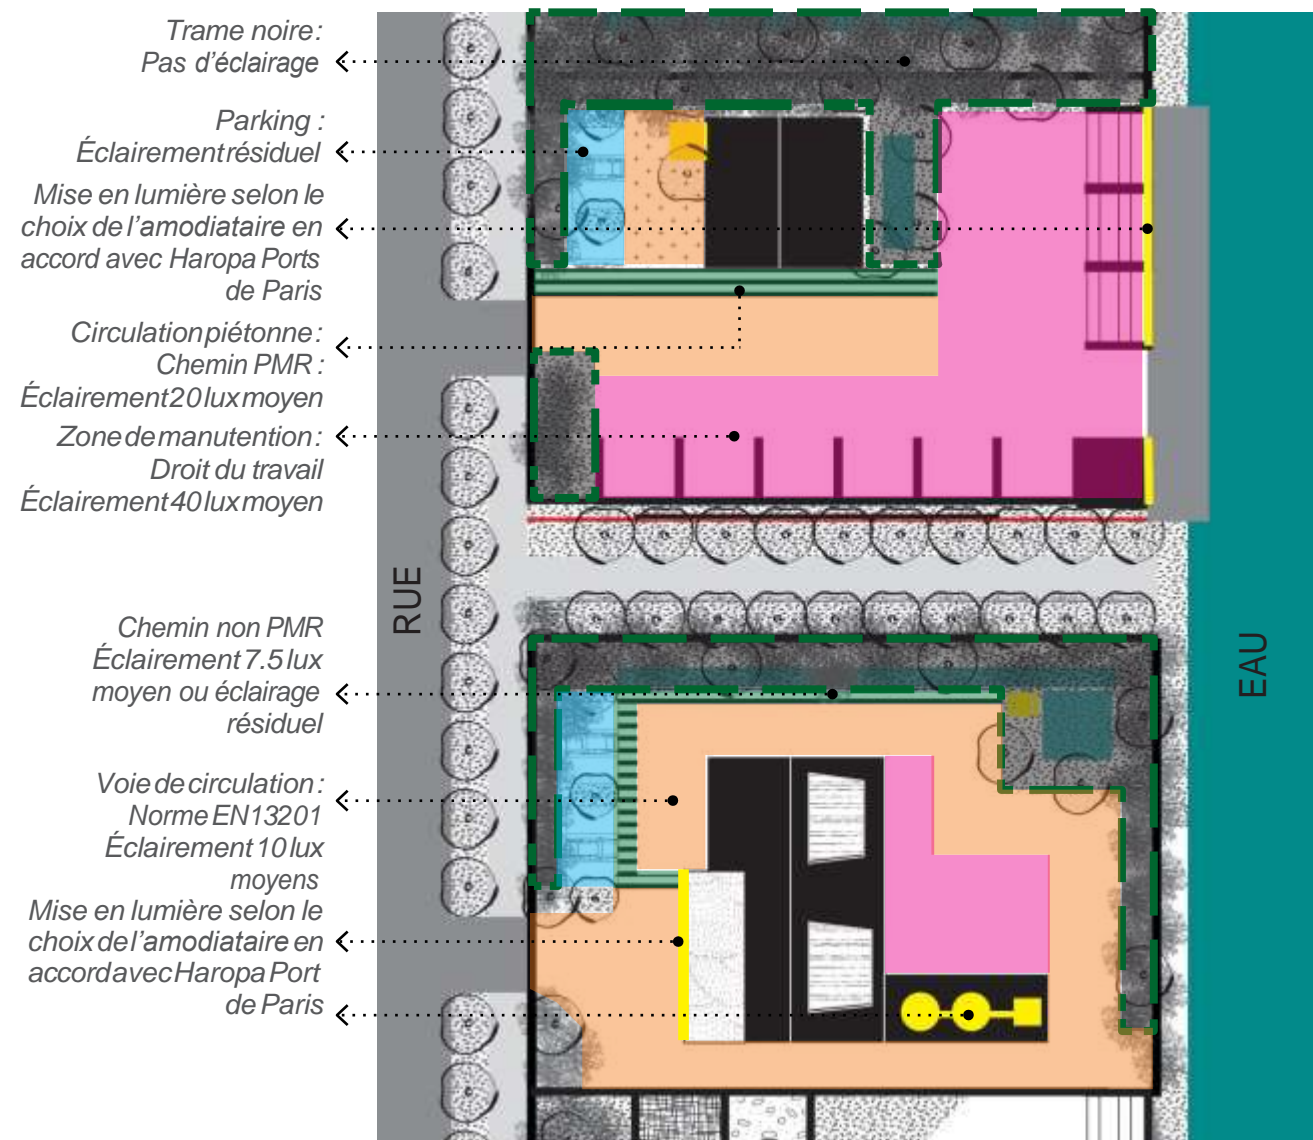 Trame noire :
Pas d’éclairage
Parking :
Éclairement résiduel
Mise en lumière selon le
choix de l’amodiataire en
accord avec Haropa Ports
de Paris
Circulation piétonne :
Chemin PMR :
Éclairement 20 lux moyen
Zone de manutention :
Droit du travail
Éclairement 40 lux moyen
RUE
EAU
Chemin non PMR
Éclairement 7.5 lux
moyen ou éclairage
résiduel
Voie de circulation :
Norme EN13201
Éclairement 10 lux
moyens
Mise en lumière selon le
choix de l’amodiataire en
accord avec Haropa Port
de Paris